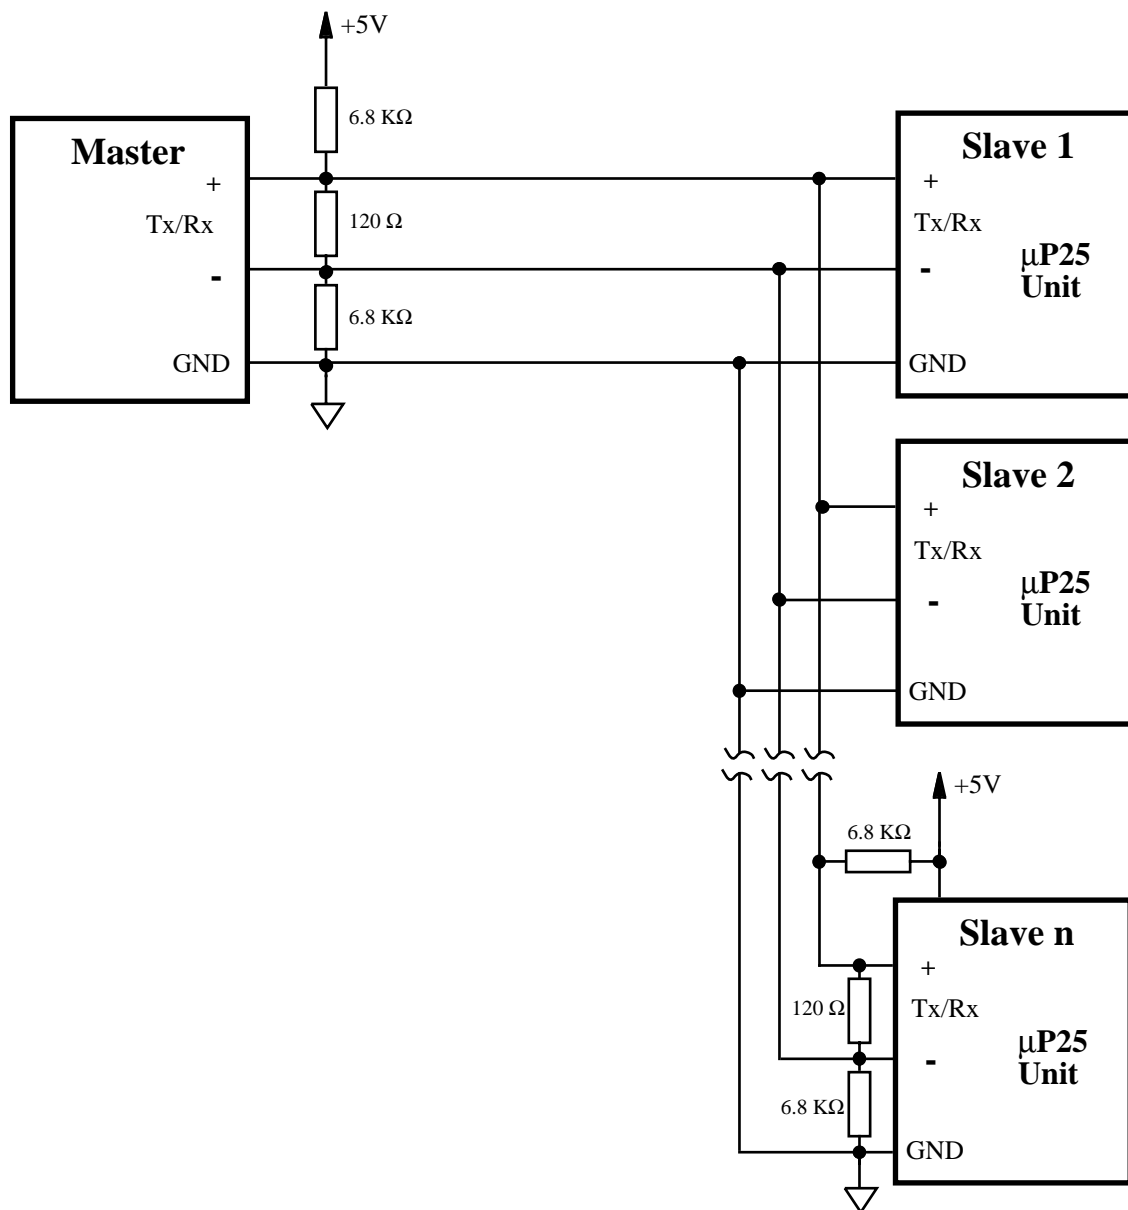 +5V
6.8 KΩ
Master
+
Tx/Rx
120 Ω
-
6.8 KΩ
GND
Slave 1
+
Tx/Rx
μP25
-
Unit
GND
Slave 2
+
Tx/Rx
μP25
-
Unit
GND
+5V
6.8 KΩ
Slave n
+
120 Ω
Tx/Rx
μP25
-
Unit
6.8 KΩ
GND